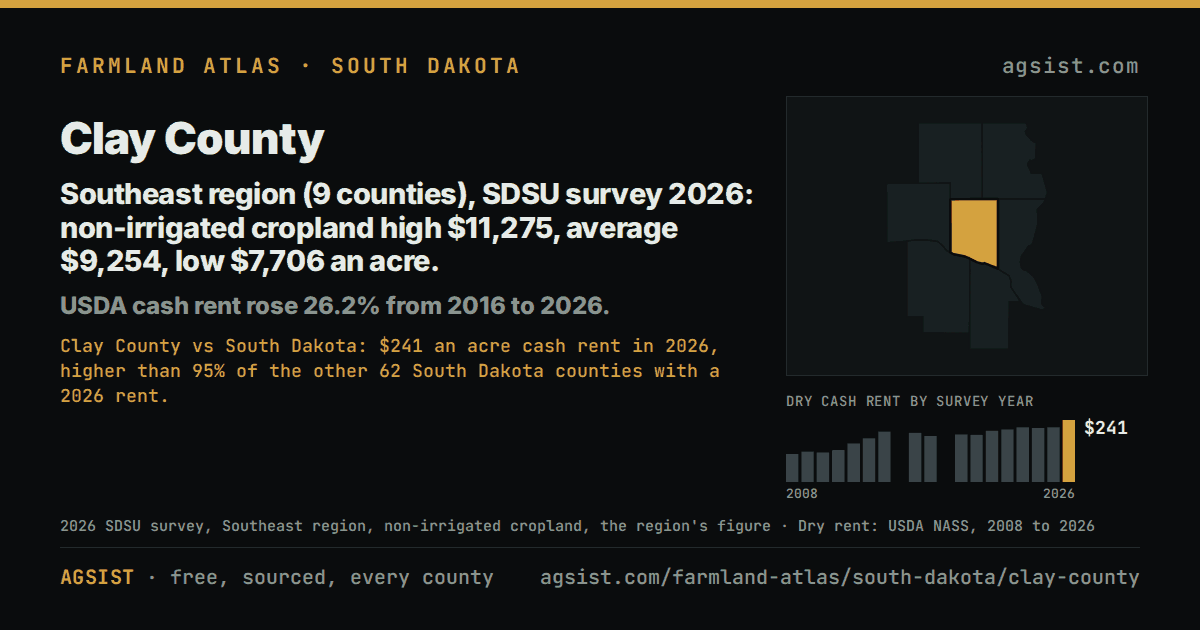 FARMLAND ATLAS · SOUTH DAKOTA
agsist.com
Clay County
Southeast region (9 counties), SDSU survey 2026:
non-irrigated cropland high $11,275, average
$9,254, low $7,706 an acre.
USDA cash rent rose 26.2% from 2016 to 2026.
Clay County vs South Dakota: $241 an acre cash rent in 2026,
higher than 95% of the other 62 South Dakota counties with a
2026 rent.
DRY CASH RENT BY SURVEY YEAR
$241
2008
2026
2026 SDSU survey, Southeast region, non-irrigated cropland, the region's figure · Dry rent: USDA NASS, 2008 to 2026
AGSIST · free, sourced, every county
agsist.com/farmland-atlas/south-dakota/clay-county